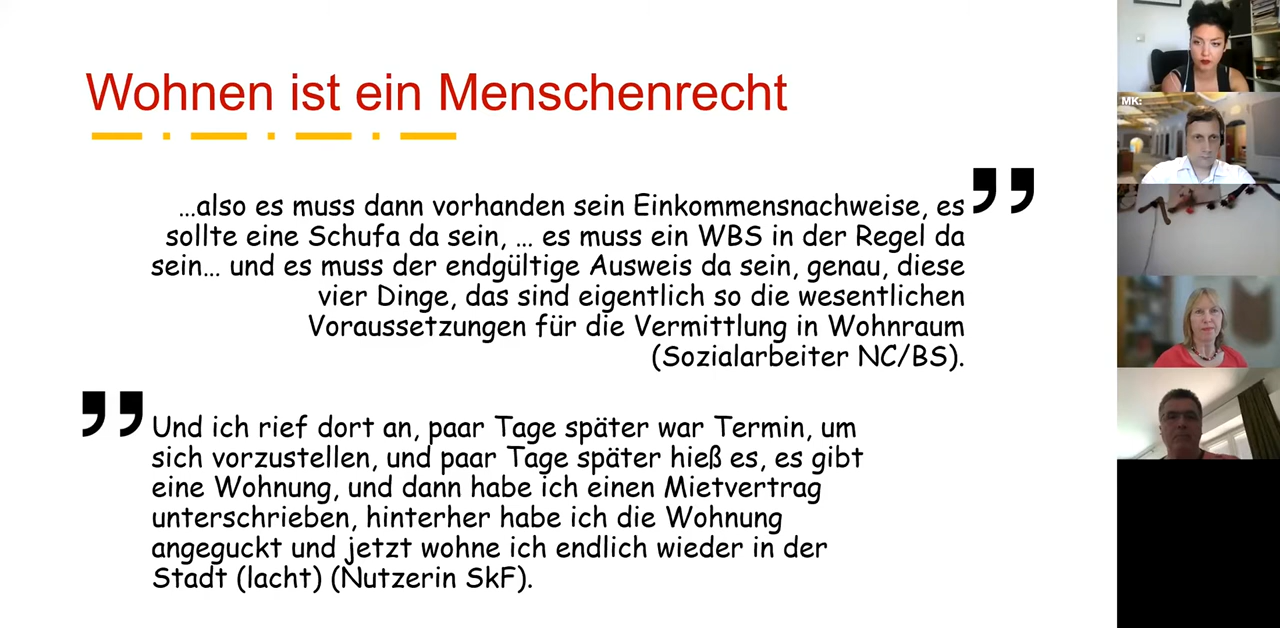 Wohnen ist ein Menschenrecht
…also es muss dann vorhanden sein Einkommensnachweise, es
sollte eine Schufa da sein, … es muss ein WBS in der Regel da
sein… und es muss der endgültige Ausweis da sein, genau, diese
vier Dinge, das sind eigentlich so die wesentlichen
Voraussetzungen für die Vermittlung in Wohnraum
(Sozialarbeiter NC/BS).
Und ich rief dort an, paar Tage später war Termin, um
sich vorzustellen, und paar Tage später hieß es, es gibt
eine Wohnung, und dann habe ich einen Mietvertrag
unterschrieben, hinterher habe ich die Wohnung
angeguckt und jetzt wohne ich endlich wieder in der
Stadt (lacht) (Nutzerin SkF).
MK: